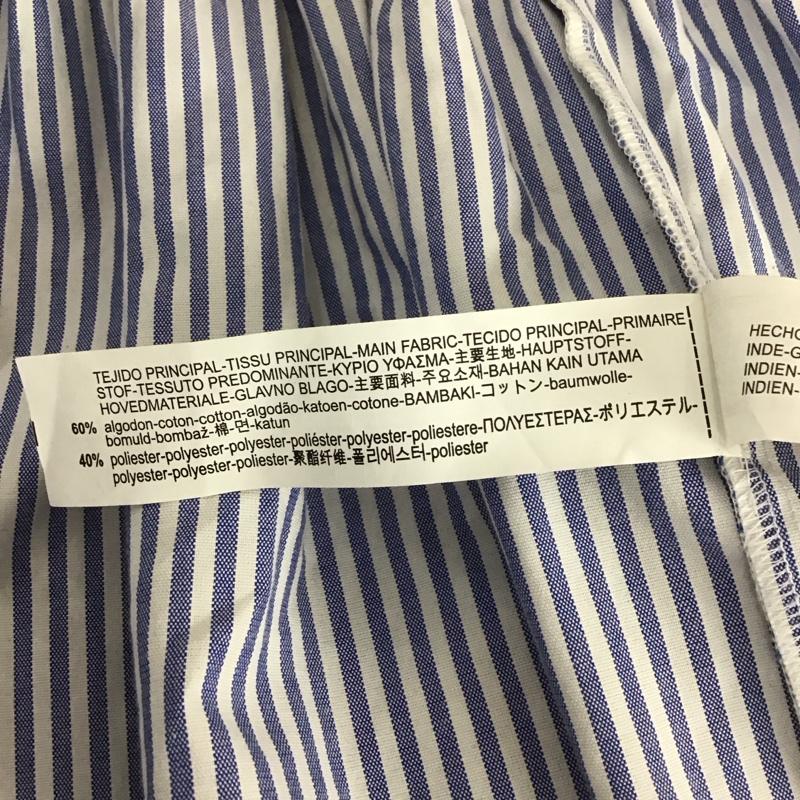 TEJIDO PRINCIPAL-TISSU PRINCIPAL-MAIN FABRIC-TECIDO PRINCIPAL-PRIMAIRE
STOF-TESSUTO PREDOMINANTE-ΚΥΡΙΟ ΥΦΑΣΜΑ-主要生地-HAUPTSTOFF-
HOVEDMATERIALE-GLAVNO BLAGO-主要面料-주요소재-BAHAN KAIN UTAMA
60% algodon-coton-cotton-algodão-katoen-cotone-BAMBAKI-コットン-baumwolle-
bomuld-bombaž-棉-면-katun
40% poliester-polyester-polyester-poliéster-polyester-poliestere-ΠΟΛΥΕΣΤΕΡΑΣ-ポリエステル-
polyester-polyester-poliester-聚酯纤维-폴리에스터-poliester
HECHO
INDE-G
INDIEN-
INDIEN-